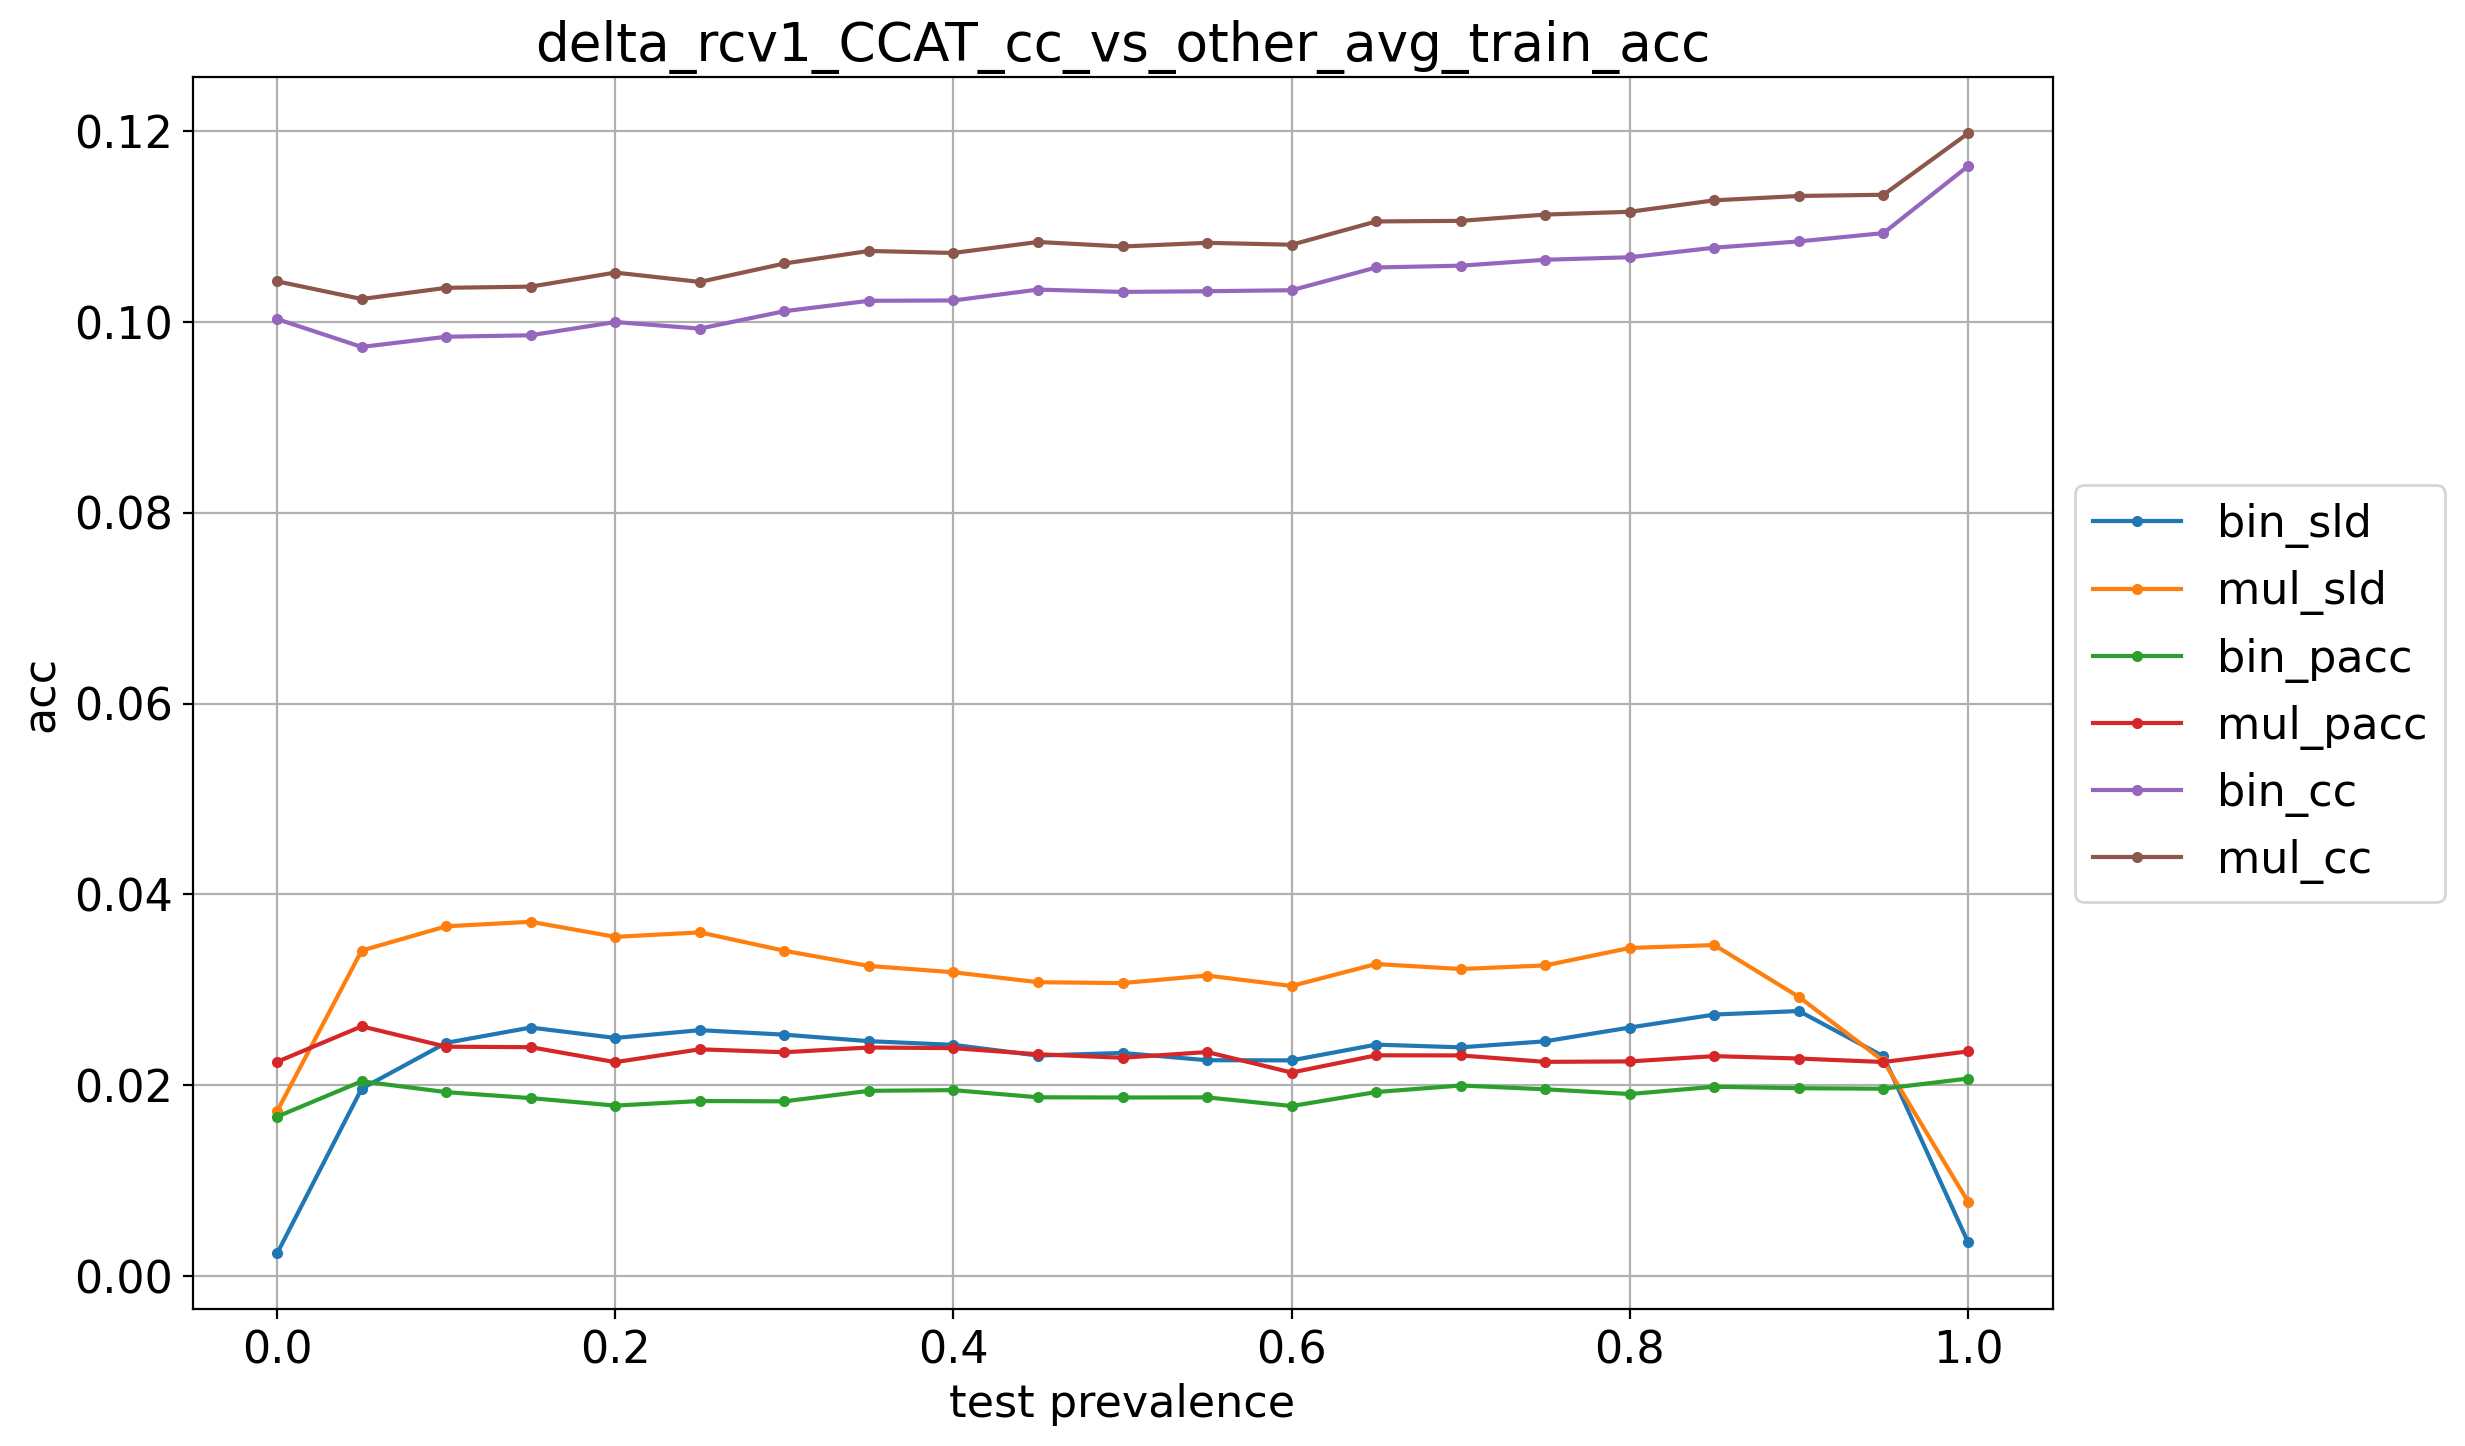 delta_rcv1_CCAT_cc_vs_other_avg_train_acc
0.12
0.10
0.08
0.06
0.04
0.02
0.00
acc
0.0 0.2 0.4 0.6 0.8 1.0
test prevalence
bin_sld
mul_sld
bin_pacc
mul_pacc
bin_cc
mul_cc